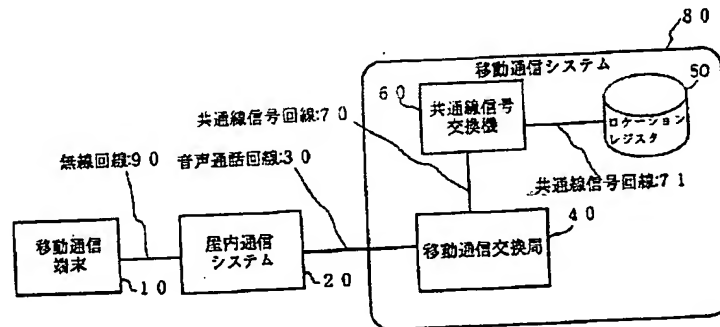 80
移動通信システム
50
60
共通線信号
交換機
ロケーション
レジスタ
共通線信号回線:70
無線回線:90
音声通話回線:30
共通線信号回線:71
40
移動通信
端末
屋内通信
システム
移動通信交換局
10
20